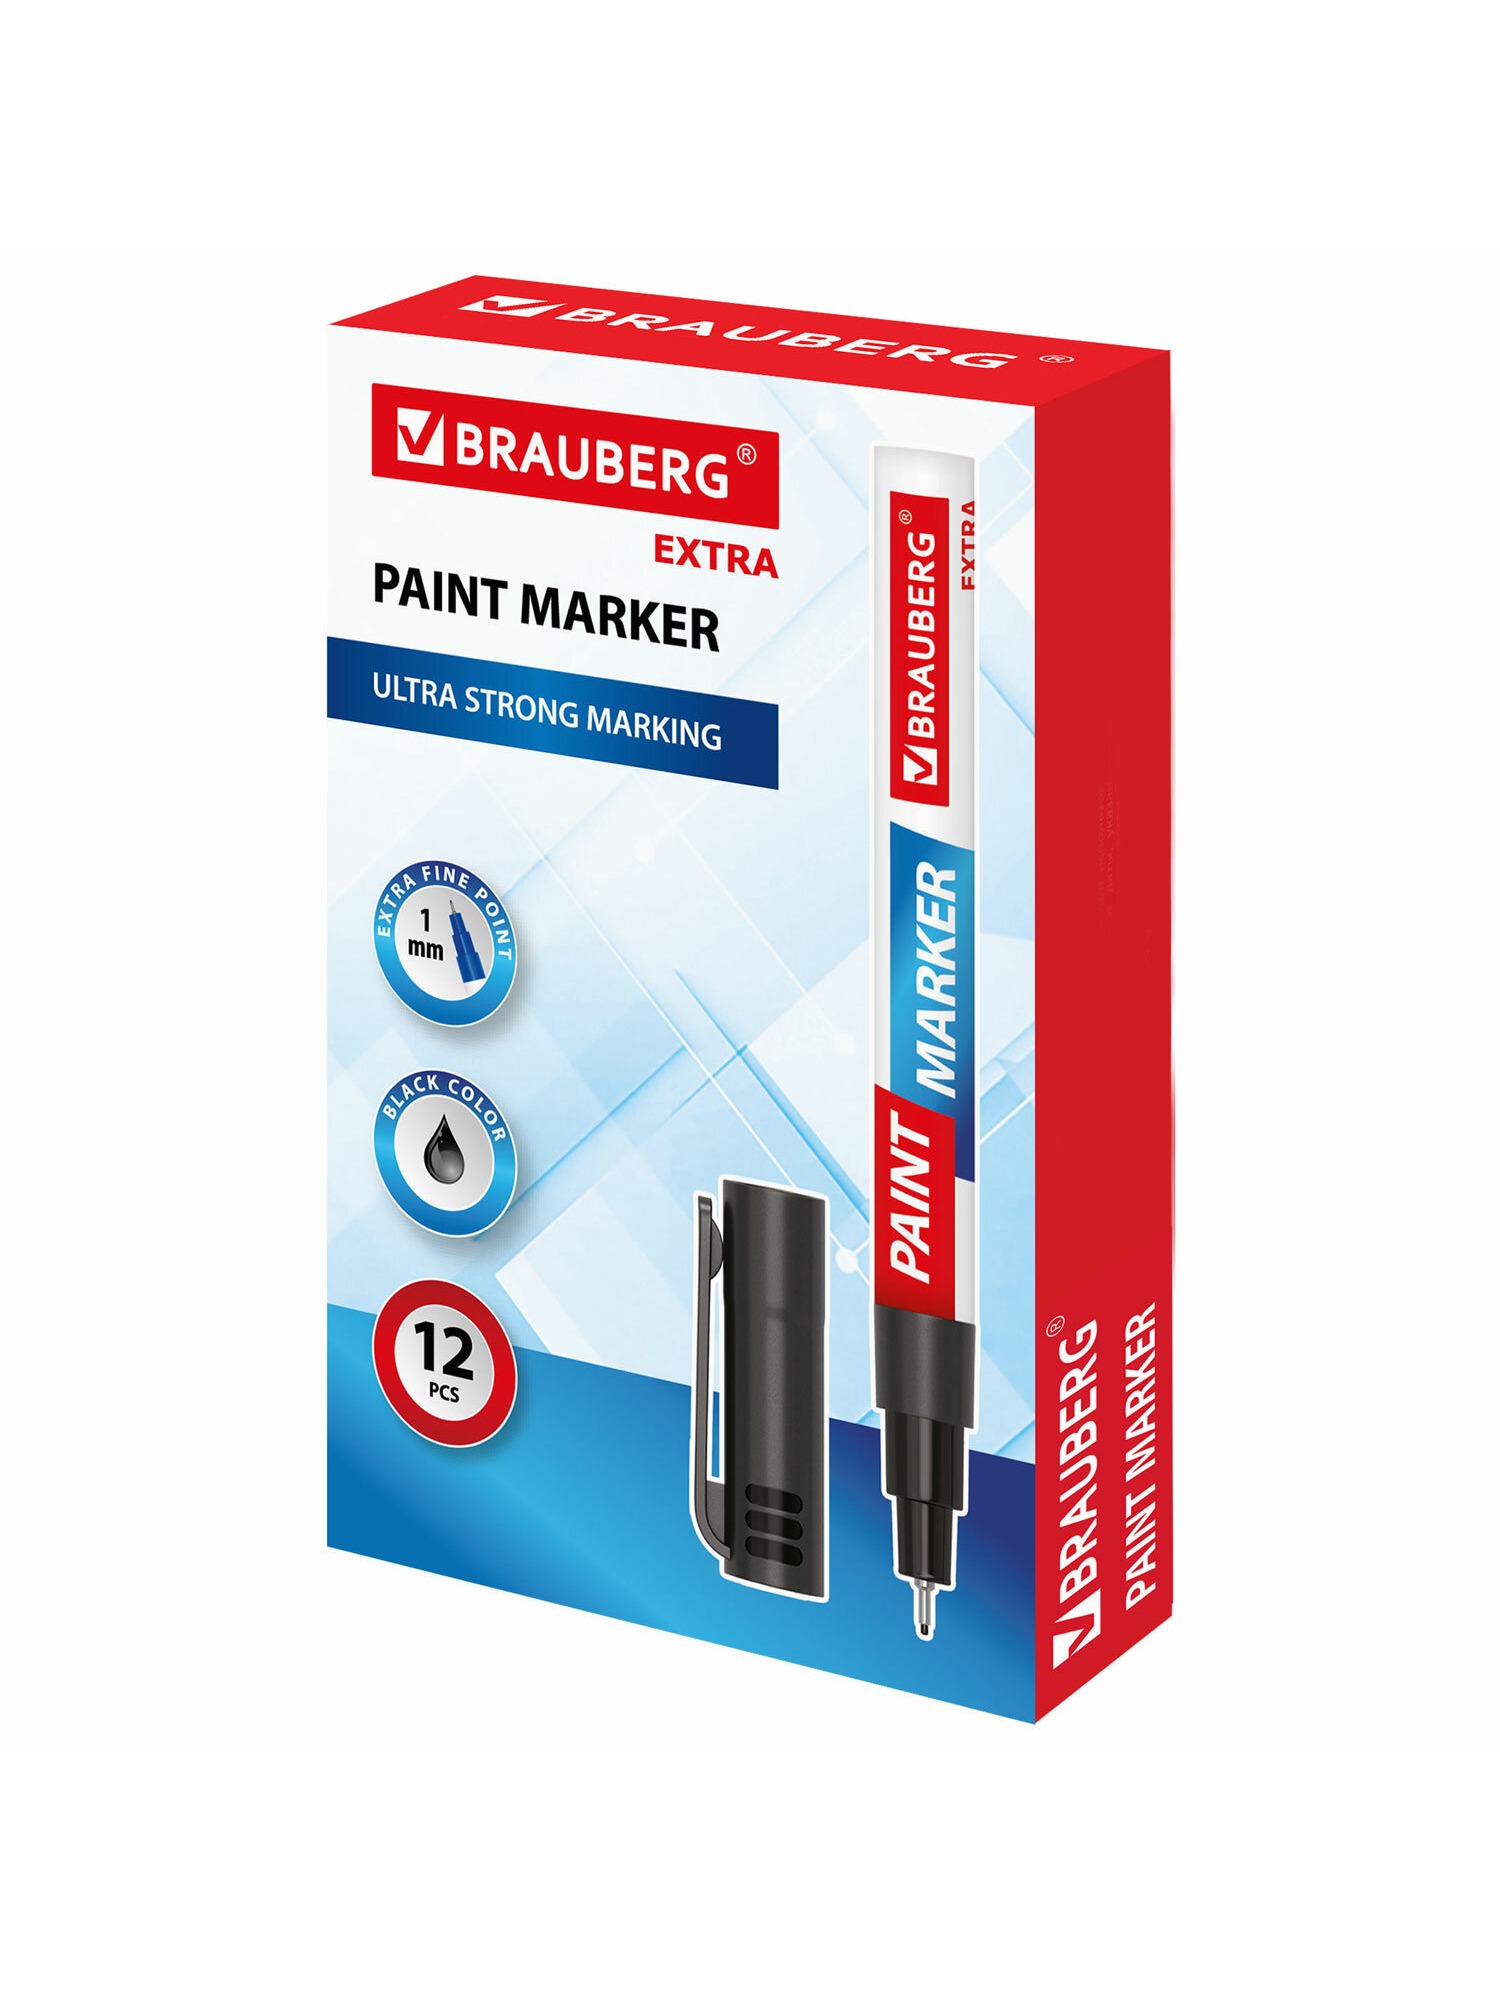 BRAUBERG ®
BRAUBERG®
EXTRA
PAINT MARKER
ULTRA STRONG MARKING
EXTRA FINE POINT
1
mm
BLACK COLOR
12
PCS
BRAUBERG®
EXTRA
PAINT MARKER
BRAUBERG®
PAINT MARKER